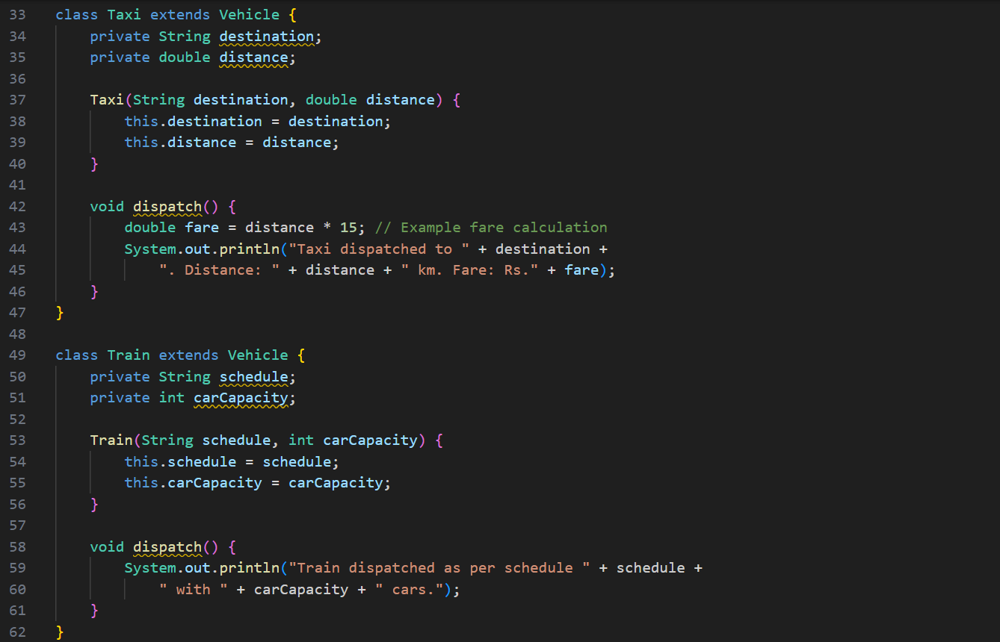 33 class Taxi extends Vehicle {
34     private String destination;
35     private double distance;
36
37     Taxi(String destination, double distance) {
38         this.destination = destination;
39         this.distance = distance;
40     }
41
42     void dispatch() {
43         double fare = distance * 15; // Example fare calculation
44         System.out.println("Taxi dispatched to " + destination +
45             ". Distance: " + distance + " km. Fare: Rs." + fare);
46     }
47 }
48
49 class Train extends Vehicle {
50     private String schedule;
51     private int carCapacity;
52
53     Train(String schedule, int carCapacity) {
54         this.schedule = schedule;
55         this.carCapacity = carCapacity;
56     }
57
58     void dispatch() {
59         System.out.println("Train dispatched as per schedule " + schedule +
60             " with " + carCapacity + " cars.");
61     }
62 }